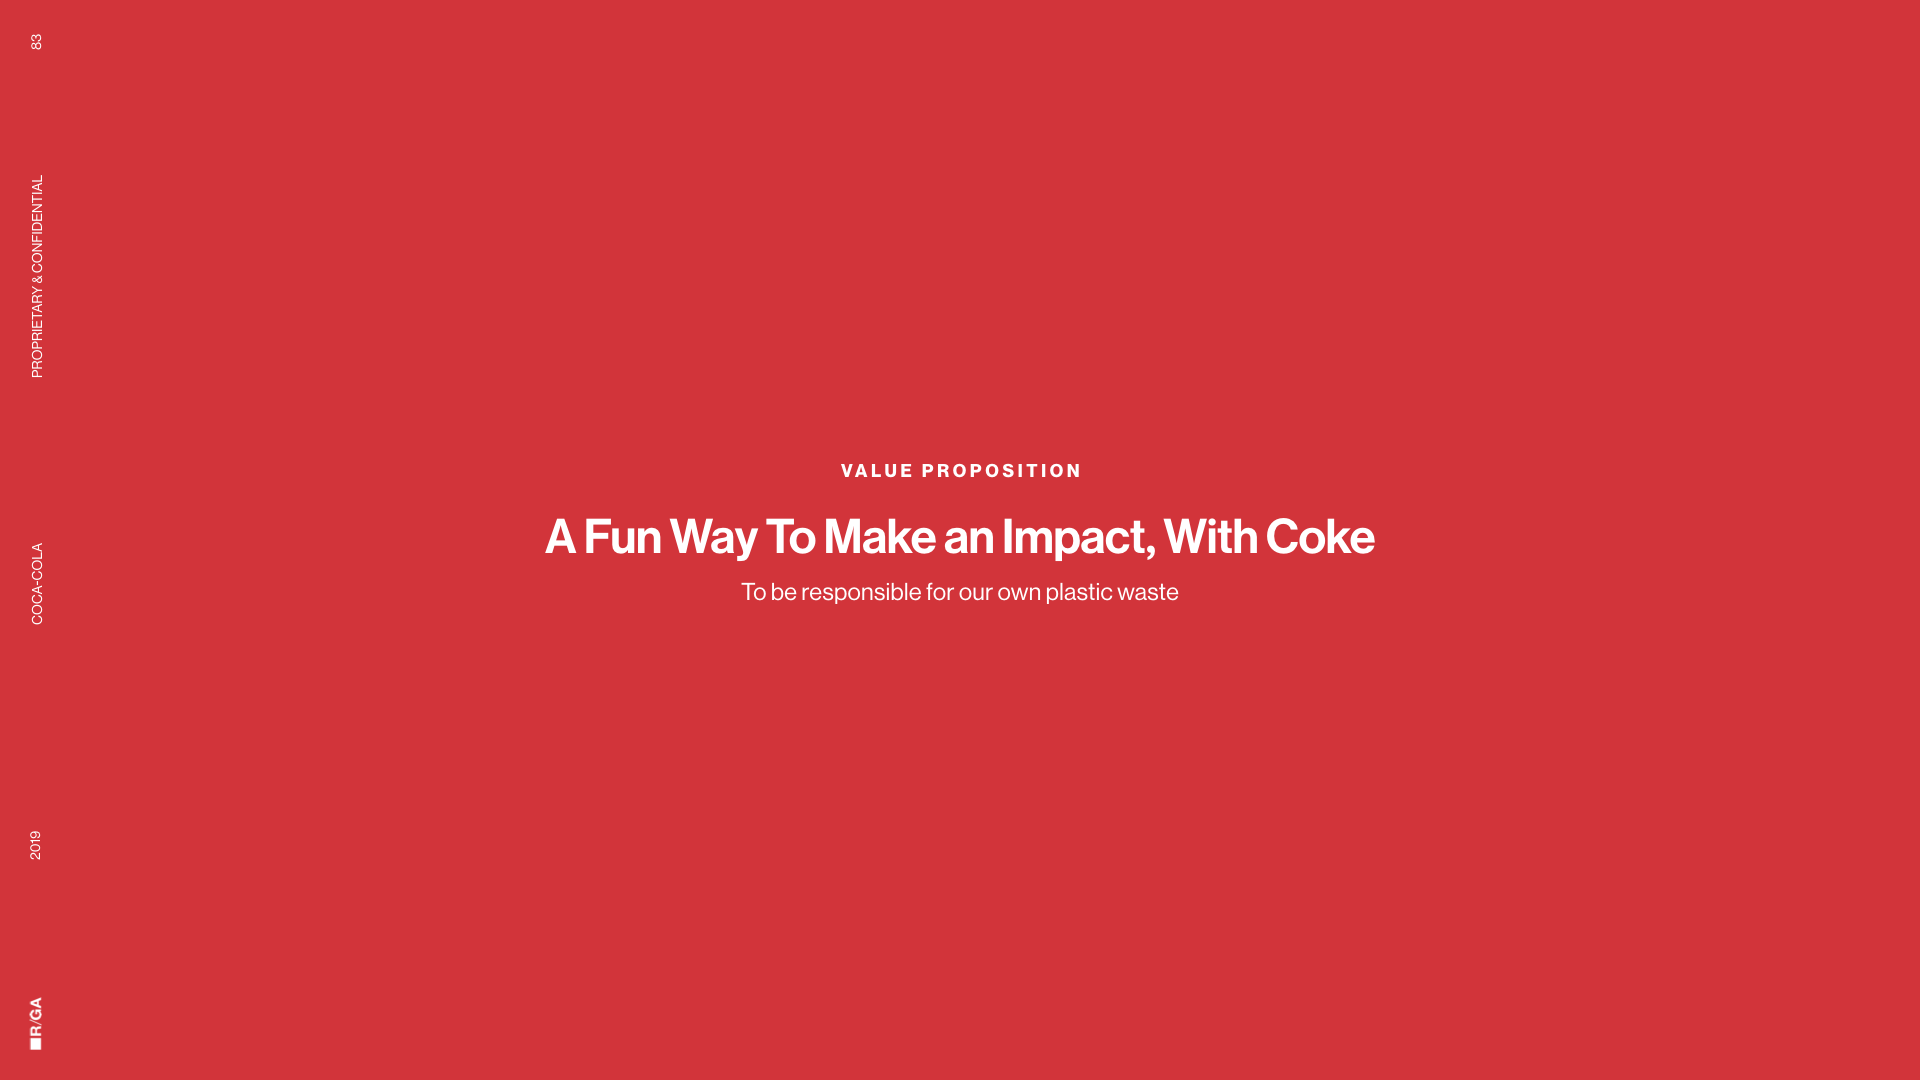 83
PROPRIETARY & CONFIDENTIAL
COCA-COLA
2019
R/GA
VALUE PROPOSITION
A Fun Way To Make an Impact, With Coke
To be responsible for our own plastic waste